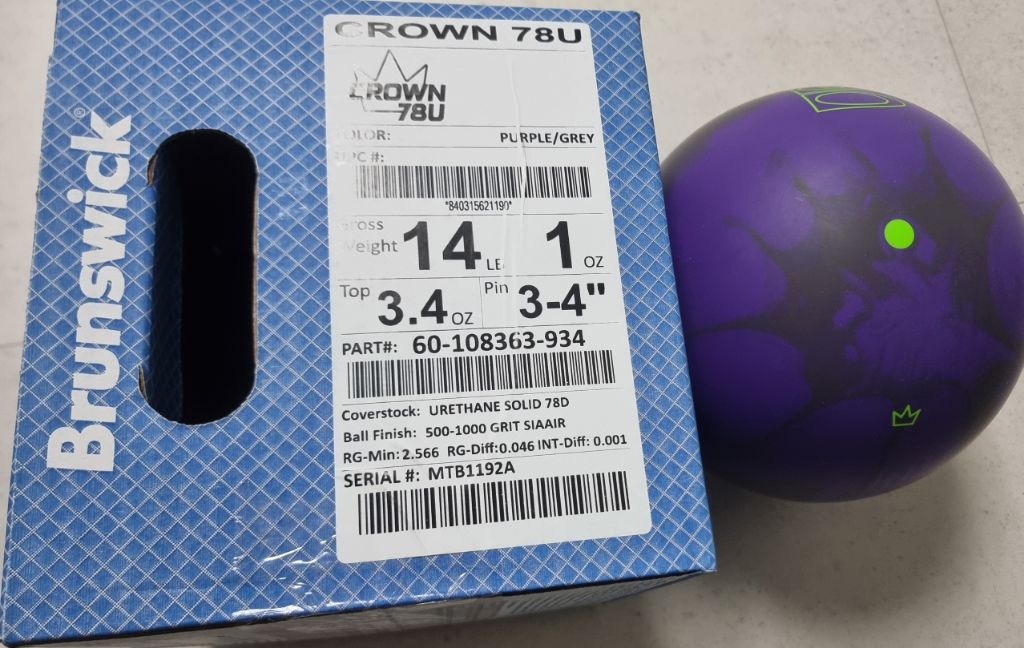 Brunswick®
CROWN 78U
CROWN
78U
COLOR: PURPLE/GREY
UPC #:
*840315621190*
Gross
Weight 14 1 OZ
Top 3.4 OZ Pin 3-4"
PART#: 60-108363-934
Coverstock: URETHANE SOLID 78D
Ball Finish: 500-1000 GRIT SIAAIR
RG-Min: 2.566 RG-Diff: 0.046 INT-Diff: 0.001
SERIAL #: MTB1192A